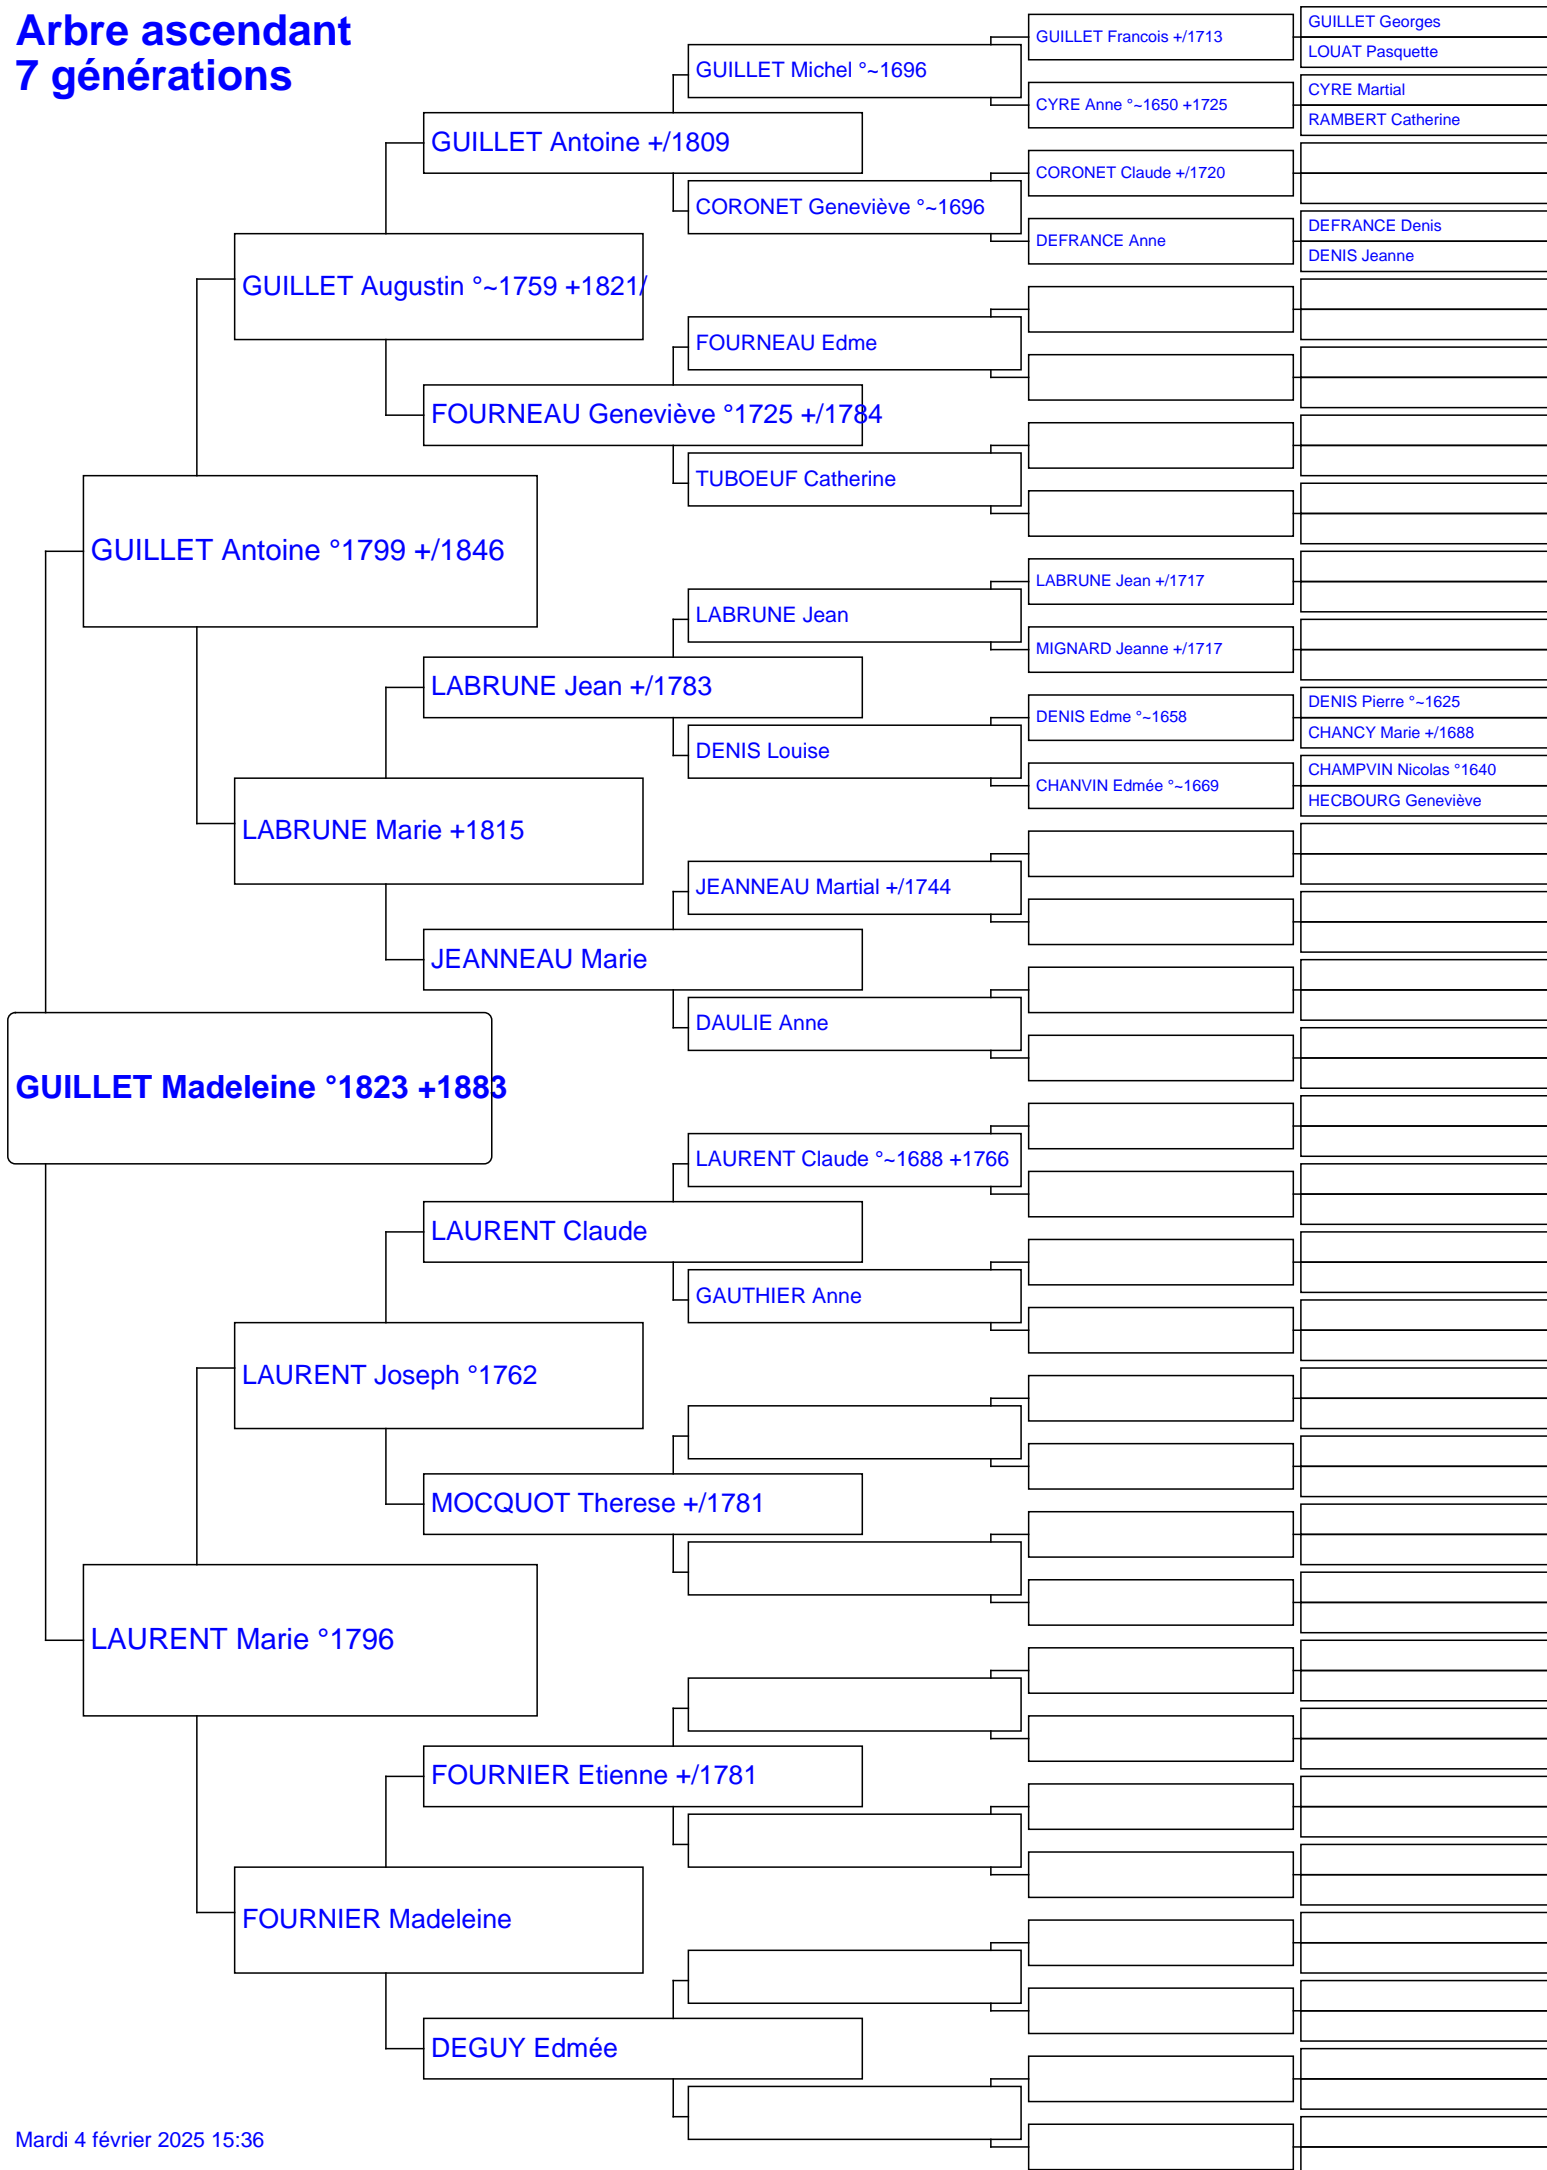 Arbre ascendant
7 générations
GUILLET Georges
GUILLET Francois +/1713
LOUAT Pasquette
GUILLET Michel °~1696
CYRE Martial
CYRE Anne °~1650 +1725
RAMBERT Catherine
GUILLET Antoine +/1809
CORONET Claude +/1720
CORONET Geneviève °~1696
DEFRANCE Denis
DEFRANCE Anne
DENIS Jeanne
GUILLET Augustin °~1759 +1821/
FOURNEAU Edme
FOURNEAU Geneviève °1725 +/1784
TUBOEUF Catherine
GUILLET Antoine °1799 +/1846
LABRUNE Jean +/1717
LABRUNE Jean
MIGNARD Jeanne +/1717
LABRUNE Jean +/1783
DENIS Pierre °~1625
DENIS Edme °~1658
CHANCY Marie +/1688
DENIS Louise
CHAMPVIN Nicolas °1640
CHANVIN Edmée °~1669
HECBOURG Geneviève
LABRUNE Marie +1815
JEANNEAU Martial +/1744
JEANNEAU Marie
DAULIE Anne
GUILLET Madeleine °1823 +1883
LAURENT Claude °~1688 +1766
LAURENT Claude
GAUTHIER Anne
LAURENT Joseph °1762
MOCQUOT Therese +/1781
LAURENT Marie °1796
FOURNIER Etienne +/1781
FOURNIER Madeleine
DEGUY Edmée
Mardi 4 février 2025 15:36